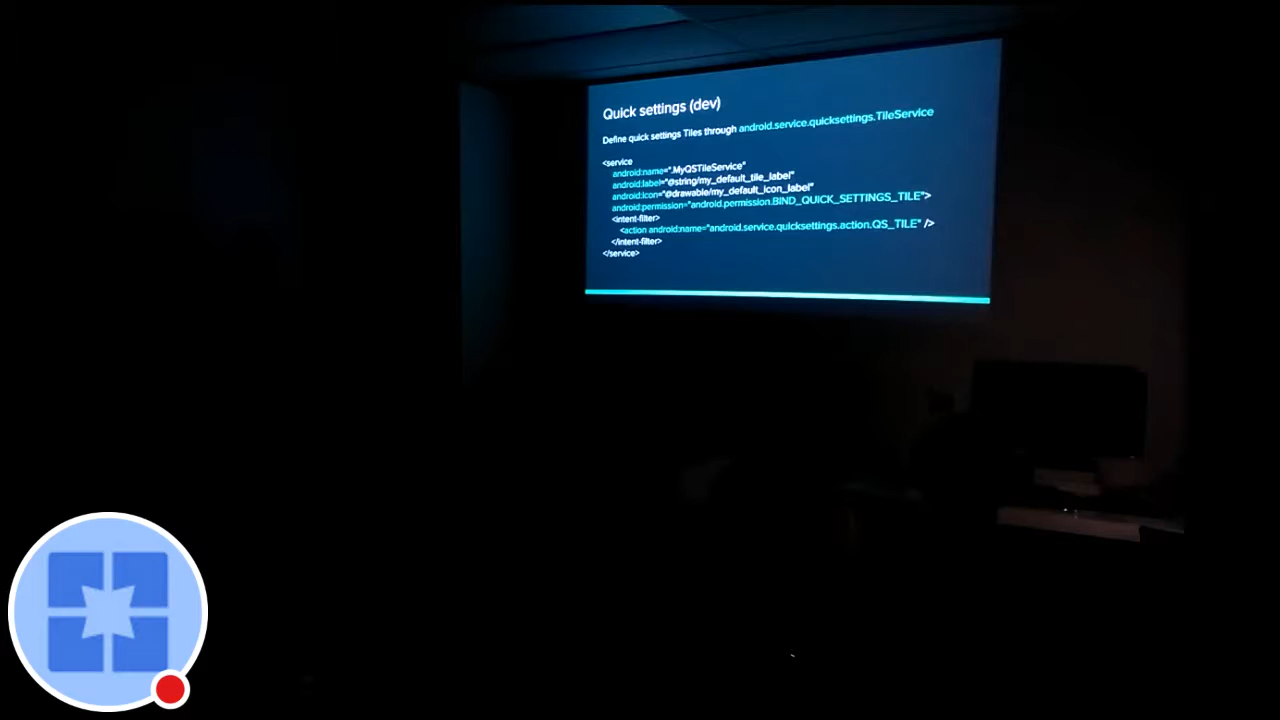 Quick settings (dev)
Define quick settings Tiles through android.service.quicksettings.TileService
<service
android:name=".MyQSTileService"
android:label="@string/my_default_tile_label"
android:icon="@drawable/my_default_icon_label"
android:permission="android.permission.BIND_QUICK_SETTINGS_TILE">
<intent-filter>
<action android:name="android.service.quicksettings.action.QS_TILE" />
</intent-filter>
</service>